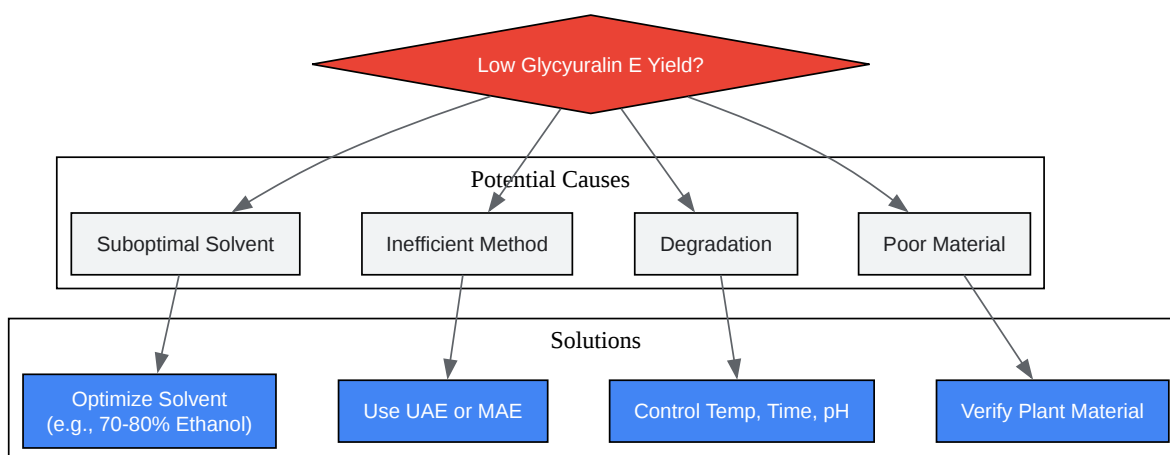 Low Glycyuralin E Yield?
Potential Causes
Suboptimal Solvent
Inefficient Method
Degradation
Poor Material
Solutions
Optimize Solvent
(e.g., 70-80% Ethanol)
Use UAE or MAE
Control Temp, Time, pH
Verify Plant Material